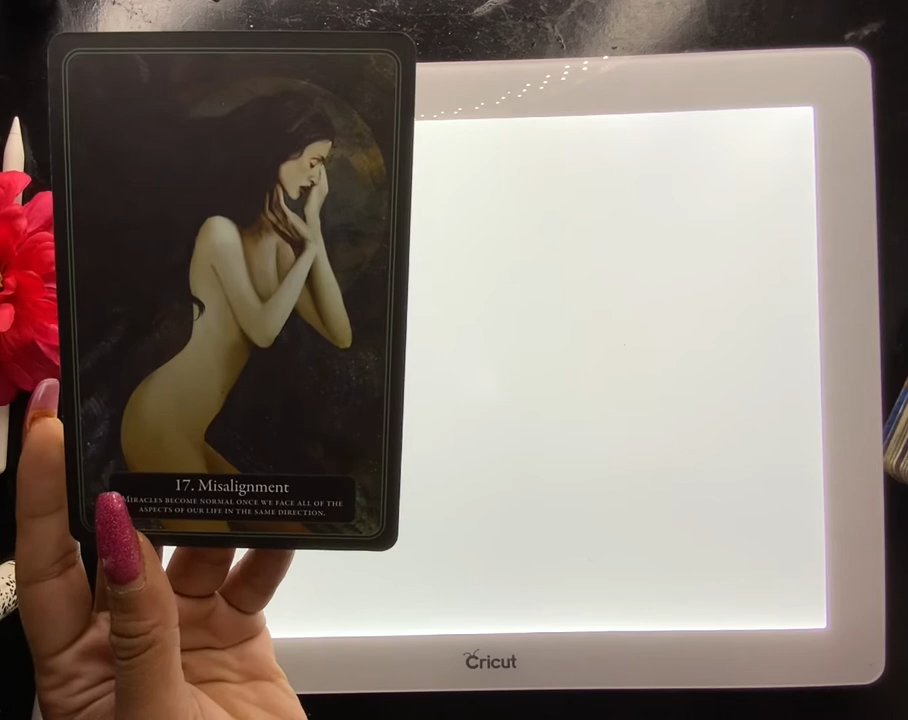 17. Misalignment
MIRACLES BECOME NORMAL ONCE WE FACE ALL OF THE
ASPECTS OF OUR LIFE IN THE SAME DIRECTION.
Cricut